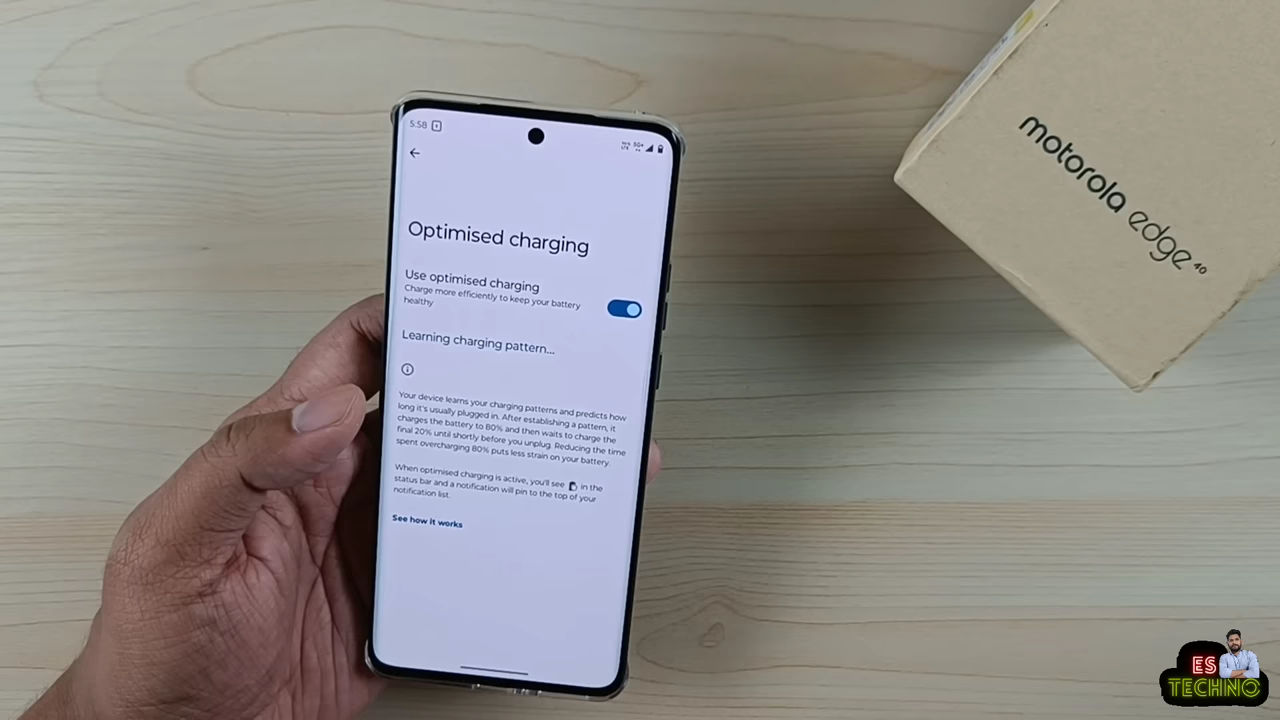 5:58
Optimised charging
Use optimised charging
Charge more efficiently to keep your battery
healthy
Learning charging pattern...
Your device learns your charging patterns and predicts how
long it's usually plugged in. After establishing a pattern, it
charges the battery to 80% and then waits to charge the
final 20% until shortly before you unplug. Reducing the time
spent overcharging 80% puts less strain on your battery.
When optimised charging is active, you'll see in the
status bar and a notification will pin to the top of your
notification list.
See how it works
motorola edge 40
ES
TECHNO